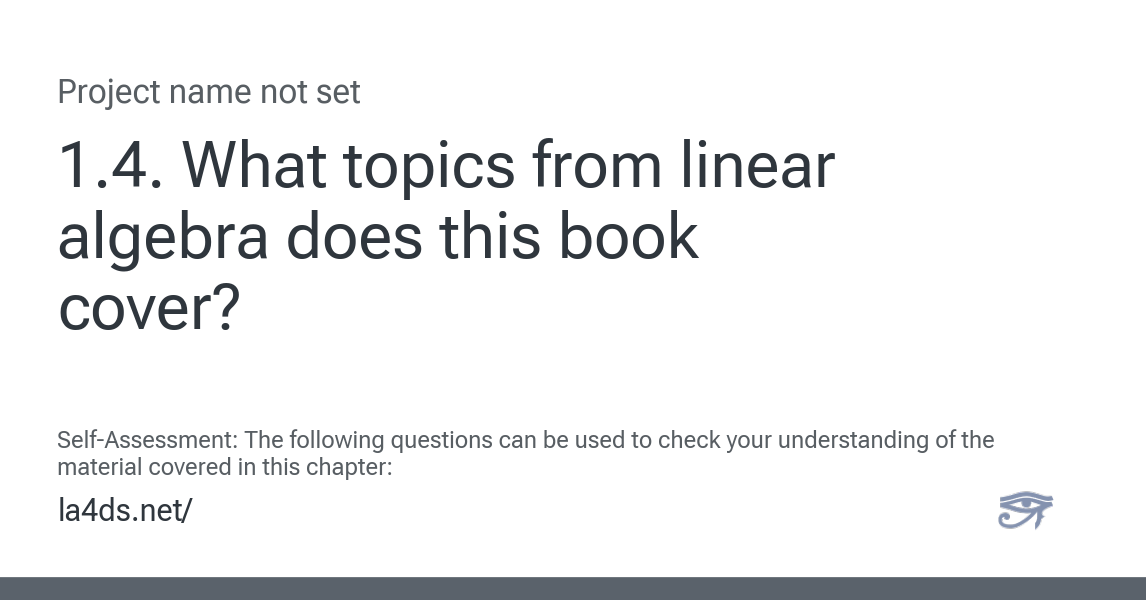 Project name not set
1.4. What topics from linear
algebra does this book
cover?
Self-Assessment: The following questions can be used to check your understanding of the
material covered in this chapter:
la4ds.net/